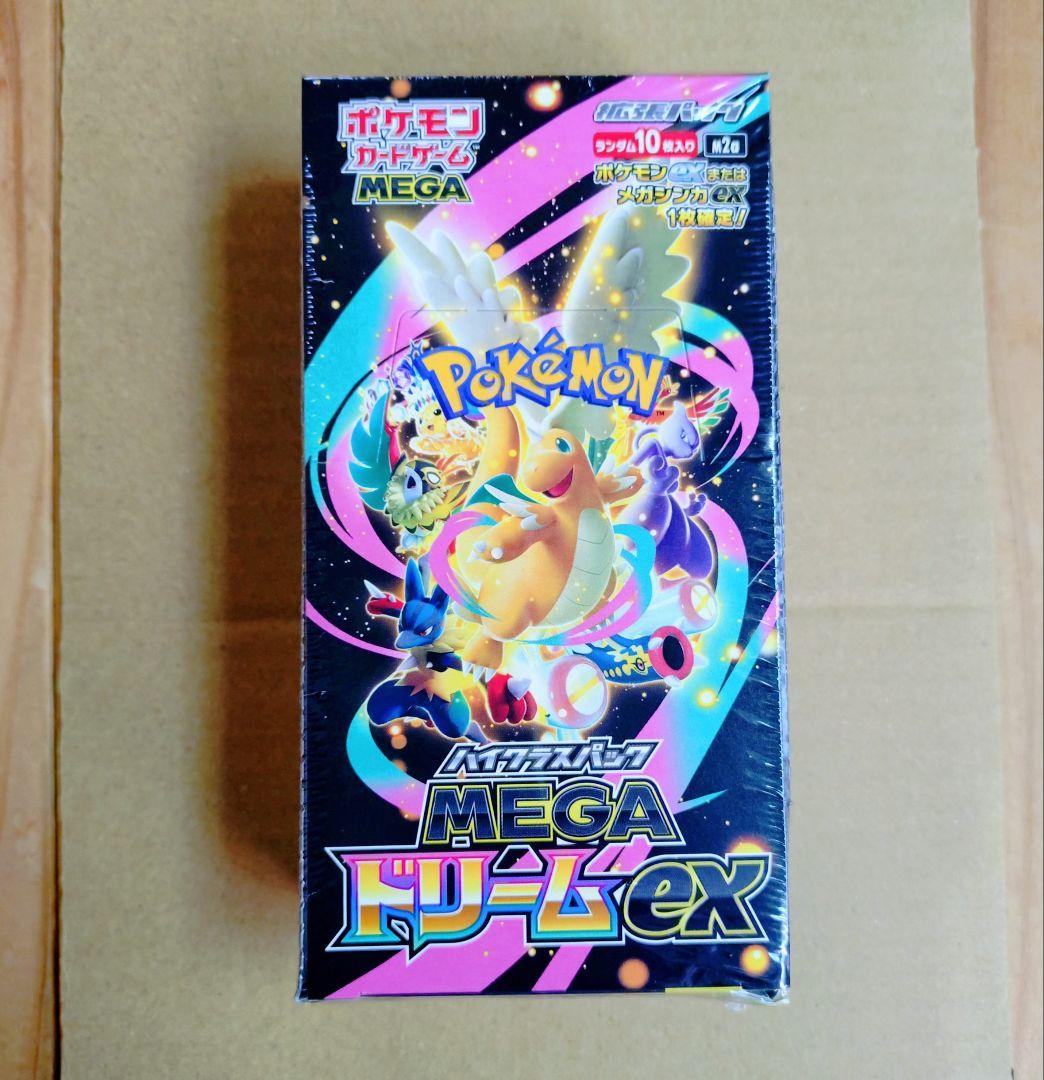 ポケモン
カードゲーム
MEGA
拡張パック
ランダム10枚入り M2a
ポケモンexまたは
メガシンカex
1枚確定!
POKéMON
TM
ハイクラスパック
MEGA
ドリームex